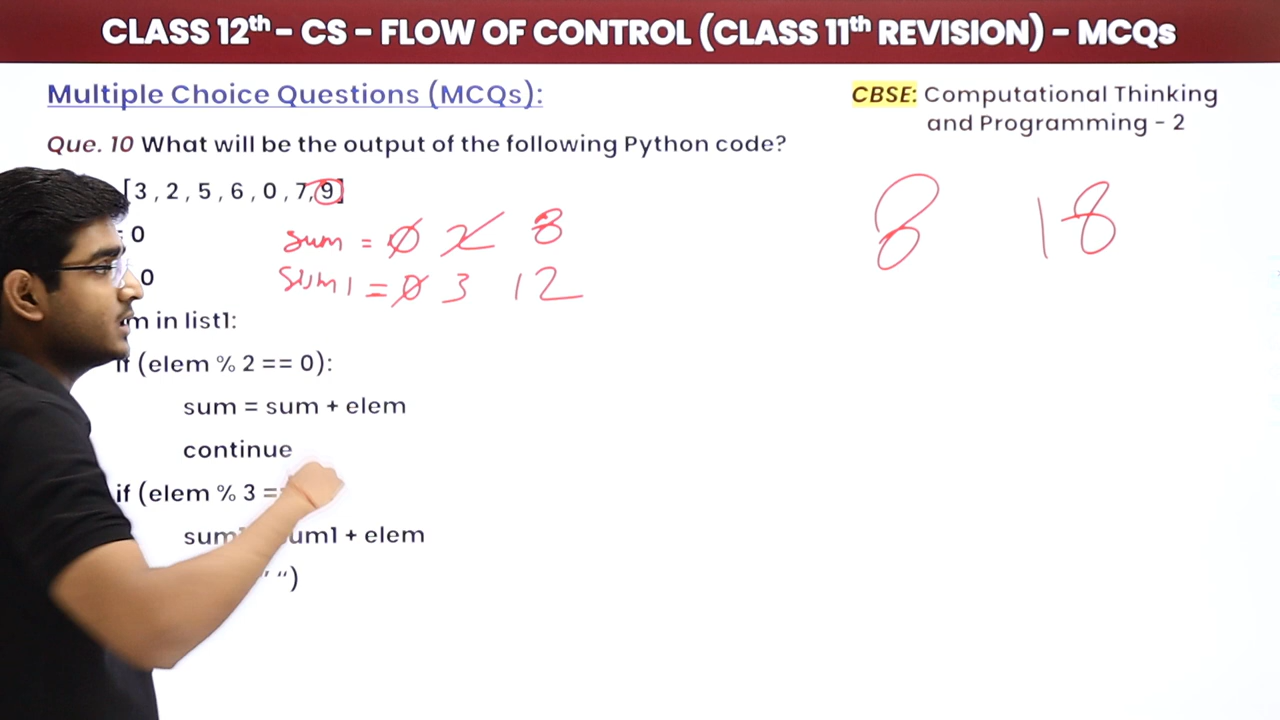 CLASS 12th – CS – FLOW OF CONTROL (CLASS 11th REVISION) – MCQs
Multiple Choice Questions (MCQs):
CBSE: Computational Thinking
and Programming - 2
Que. 10 What will be the output of the following Python code?
[3 , 2 , 5 , 6 , 0 , 7, 9]
0
sum = 0 2 8
8 18
0
sum1 = 0 3 12
in list1:
if (elem % 2 == 0):
sum = sum + elem
continue
if (elem % 3
+ elem
" “)